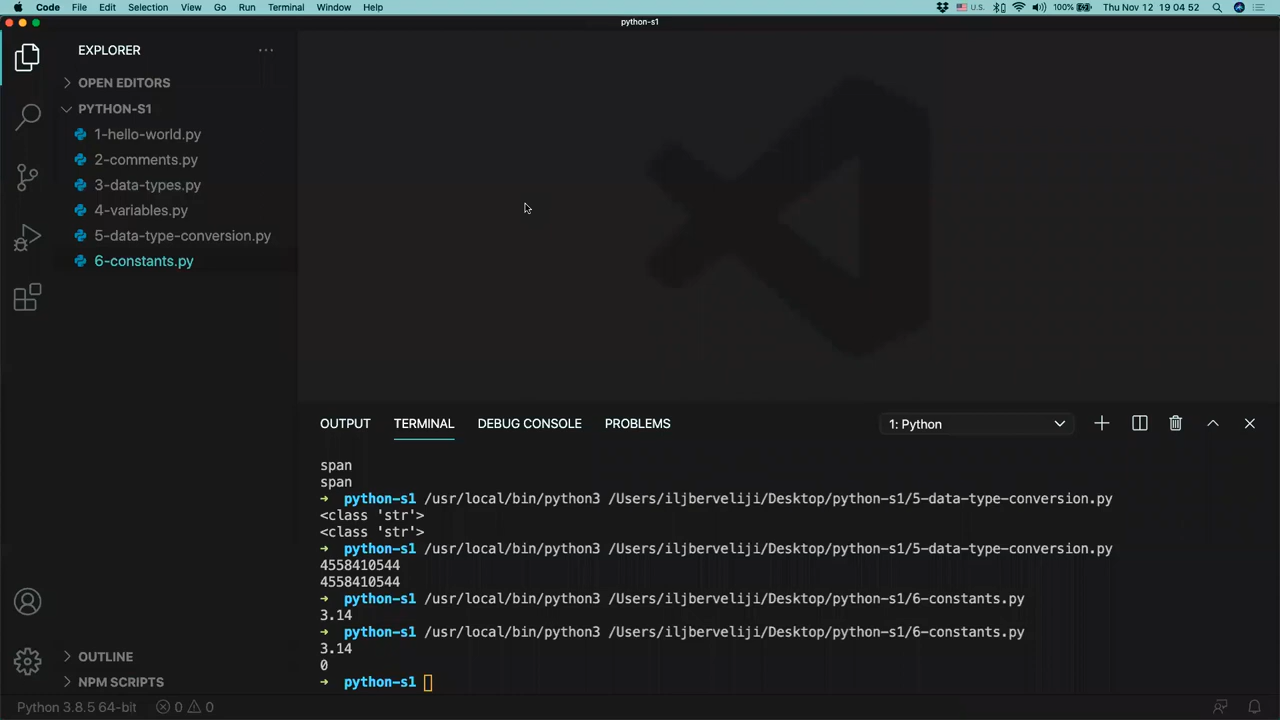 Code File Edit Selection View Go Run Terminal Window Help U.S. 100% Thu Nov 12 19 04 52
python-s1
EXPLORER
OPEN EDITORS
PYTHON-S1
1-hello-world.py
2-comments.py
3-data-types.py
4-variables.py
5-data-type-conversion.py
6-constants.py
OUTPUT TERMINAL DEBUG CONSOLE PROBLEMS 1: Python
span
span
→ python-s1 /usr/local/bin/python3 /Users/iljberveliji/Desktop/python-s1/5-data-type-conversion.py
<class 'str'>
<class 'str'>
→ python-s1 /usr/local/bin/python3 /Users/iljberveliji/Desktop/python-s1/5-data-type-conversion.py
4558410544
4558410544
→ python-s1 /usr/local/bin/python3 /Users/iljberveliji/Desktop/python-s1/6-constants.py
3.14
→ python-s1 /usr/local/bin/python3 /Users/iljberveliji/Desktop/python-s1/6-constants.py
3.14
0
→ python-s1
OUTLINE
NPM SCRIPTS
Python 3.8.5 64-bit 0 0